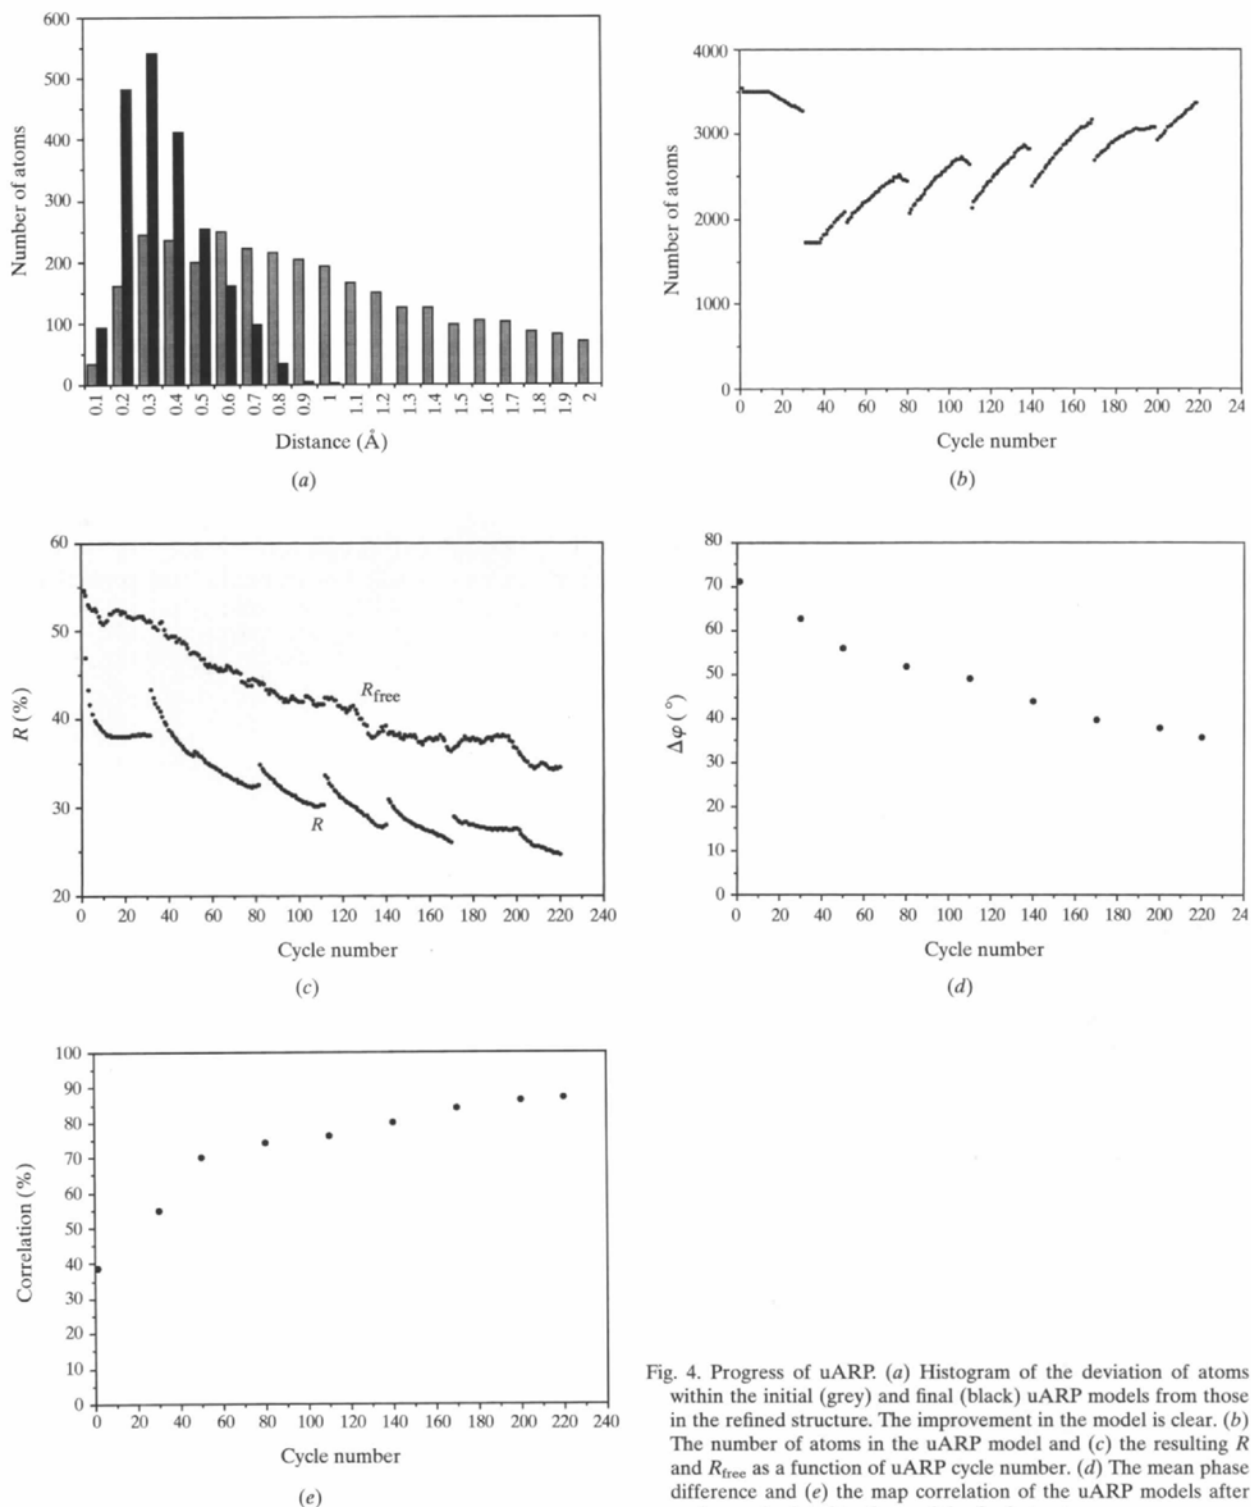 600
500
400
300
200
100
0
Number of atoms
0.1 0.2 0.3 0.4 0.5 0.6 0.7 0.8 0.9 1 1.1 1.2 1.3 1.4 1.5 1.6 1.7 1.8 1.9 2
Distance (Å)
(a)
4000
3000
2000
1000
0
Number of atoms
0 20 40 60 80 100 120 140 160 180 200 220 24
Cycle number
(b)
60
50
40
30
20
R (%)
Rfree
R
0 20 40 60 80 100 120 140 160 180 200 220 240
Cycle number
(c)
80
70
60
50
40
30
20
10
0
Δφ (°)
0 20 40 60 80 100 120 140 160 180 200 220 24
Cycle number
(d)
100
90
80
70
60
50
40
30
20
10
0
Correlation (%)
0 20 40 60 80 100 120 140 160 180 200 220 240
Cycle number
(e)
Fig. 4. Progress of uARP. (a) Histogram of the deviation of atoms
within the initial (grey) and final (black) uARP models from those
in the refined structure. The improvement in the model is clear. (b)
The number of atoms in the uARP model and (c) the resulting R
and Rfree as a function of uARP cycle number. (d) The mean phase
difference and (e) the map correlation of the uARP models after